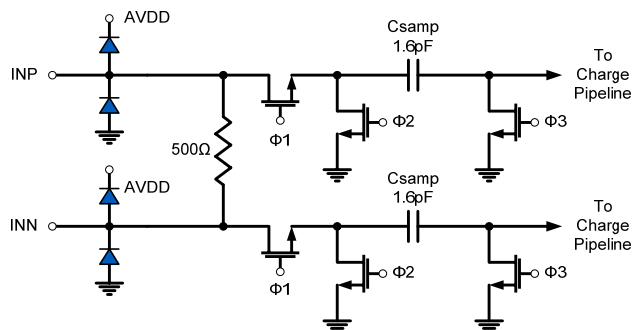 AVDD
Csamp
1.6pF
To
Charge
Pipeline
INP
Φ1
Φ2
Φ3
500Ω
AVDD
Csamp
1.6pF
To
Charge
Pipeline
INN
Φ1
Φ2
Φ3